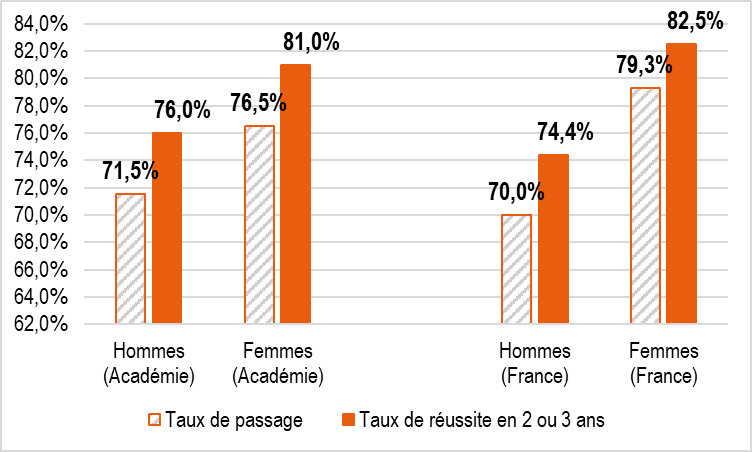 84,0%
82,0%
80,0%
78,0%
76,0%
74,0%
72,0%
70,0%
68,0%
66,0%
64,0%
62,0%
71,5%
76,0%
76,5%
81,0%
70,0%
74,4%
79,3%
82,5%
Hommes
(Académie)
Femmes
(Académie)
Hommes
(France)
Femmes
(France)
Taux de passage
Taux de réussite en 2 ou 3 ans